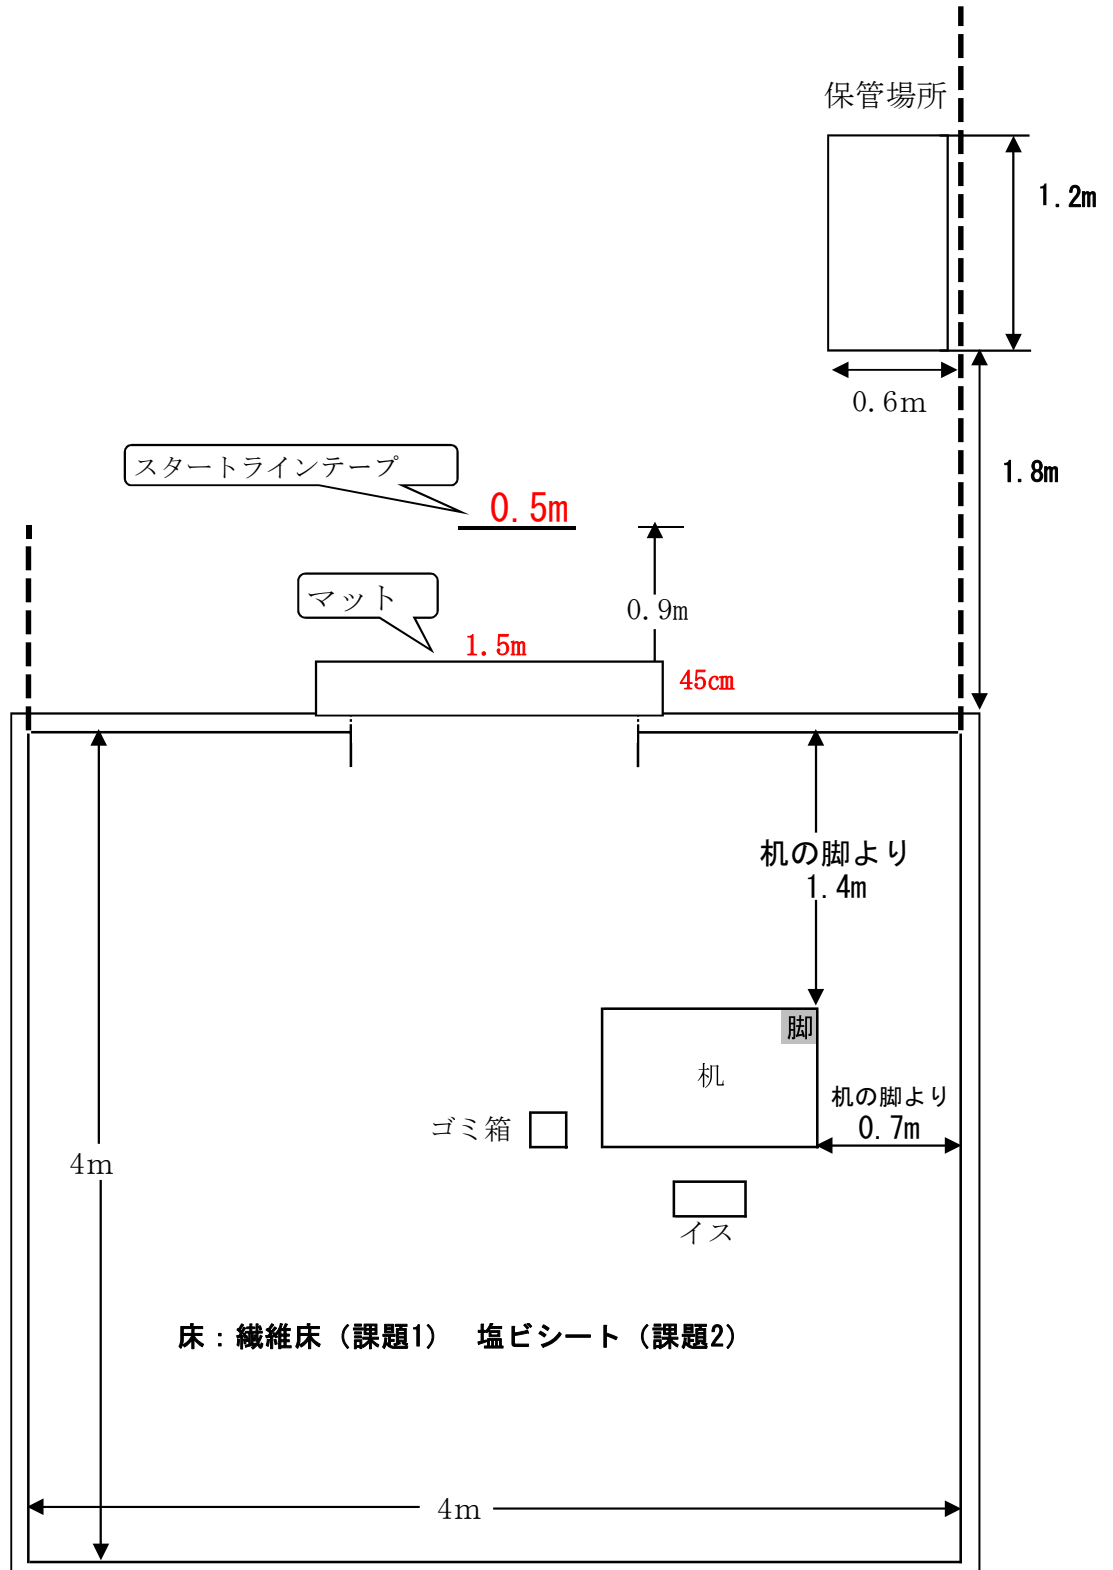 保管場所
1.2m
0.6m
スタートラインテープ
0.5m
1.8m
マット
0.9m
1.5m
45cm
机の脚より
1.4m
脚
机
机の脚より
0.7m
ゴミ箱
4m
イス
床：繊維床（課題1）　塩ビシート（課題2）
4m